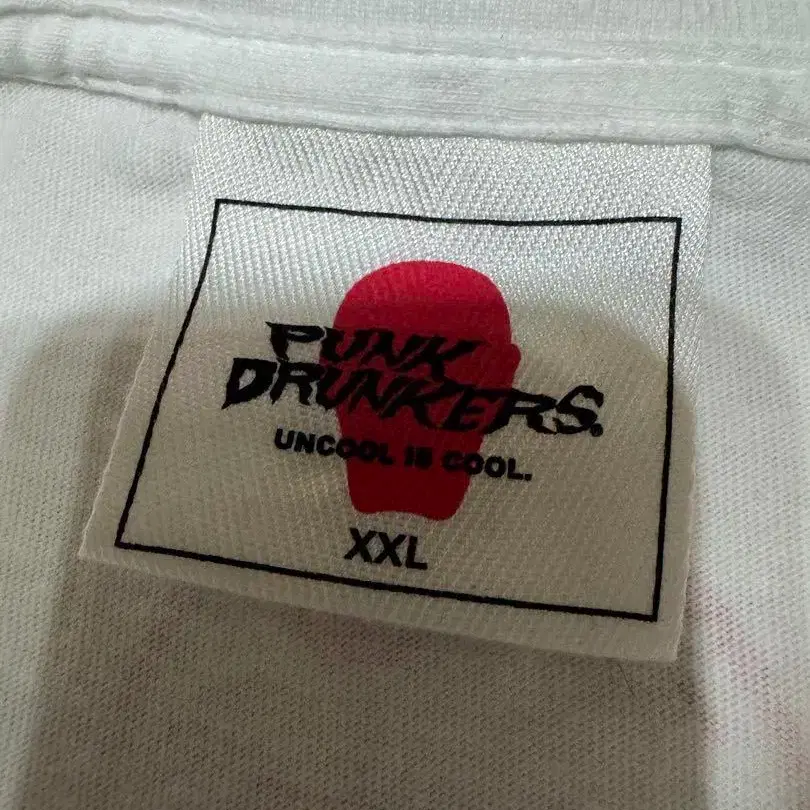 PUNK
DRUNKERS.
UNCOOL IS COOL.
XXL